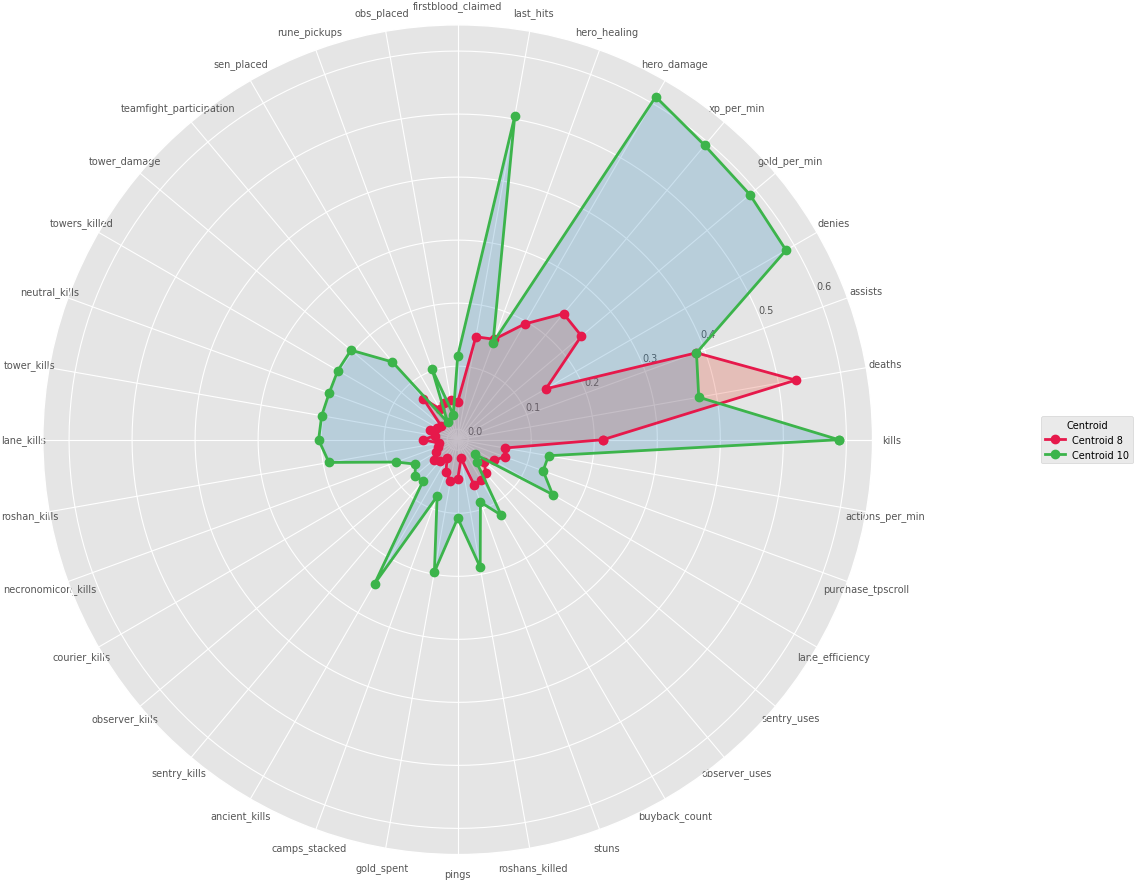 firstblood_claimed
obs_placed
last_hits
rune_pickups
hero_healing
sen_placed
hero_damage
teamfight_participation
xp_per_min
tower_damage
gold_per_min
towers_killed
denies
neutral_kills
assists
0.6
0.5
0.4
0.3
0.2
0.1
0.0
tower_kills
deaths
lane_kills
kills
Centroid
Centroid 8
Centroid 10
roshan_kills
actions_per_min
necronomicon_kills
purchase_tpscroll
courier_kills
lane_efficiency
observer_kills
sentry_uses
sentry_kills
observer_uses
ancient_kills
buyback_count
camps_stacked
stuns
gold_spent
roshans_killed
pings